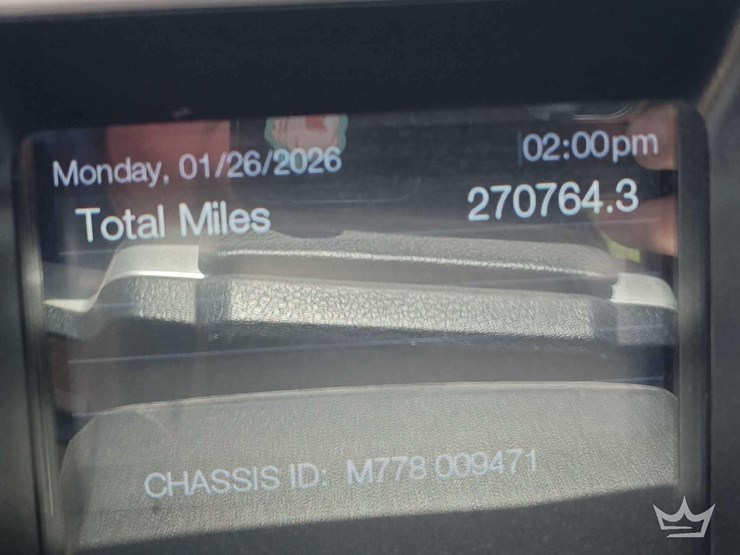 Monday, 01/26/2026 02:00pm
Total Miles 270764.3
CHASSIS ID: M778 009471